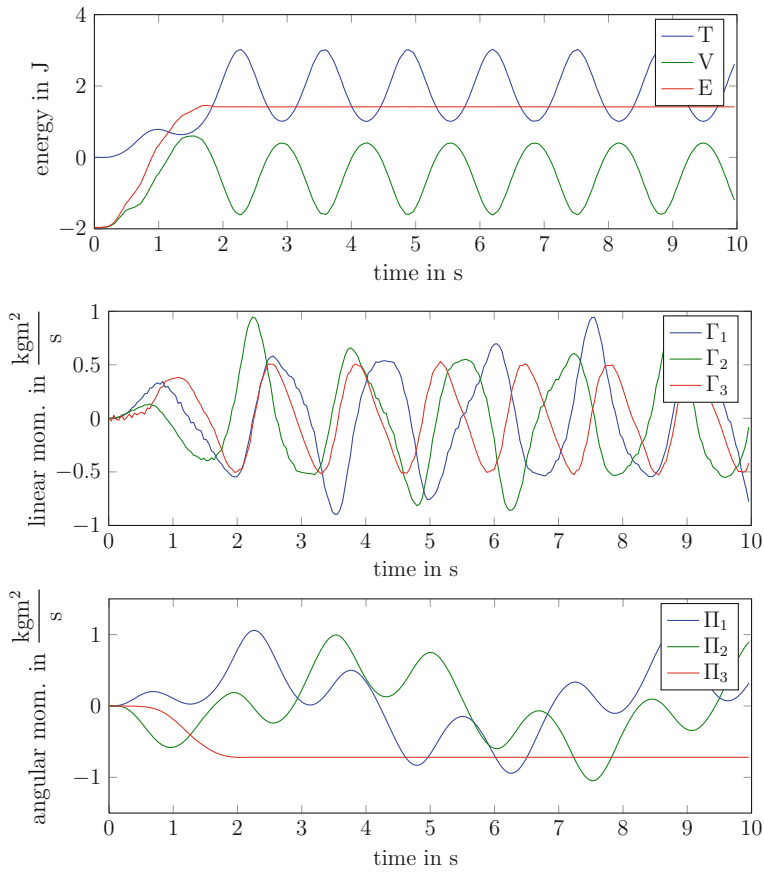 energy in J
4
2
0
−2
T
V
E
0 1 2 3 4 5 6 7 8 9 10
time in s
linear mom. in kgm²/s
1
0.5
0
−0.5
−1
Γ₁
Γ₂
Γ₃
0 1 2 3 4 5 6 7 8 9 10
time in s
angular mom. in kgm²/s
1
0
−1
Π₁
Π₂
Π₃
0 1 2 3 4 5 6 7 8 9 10
time in s